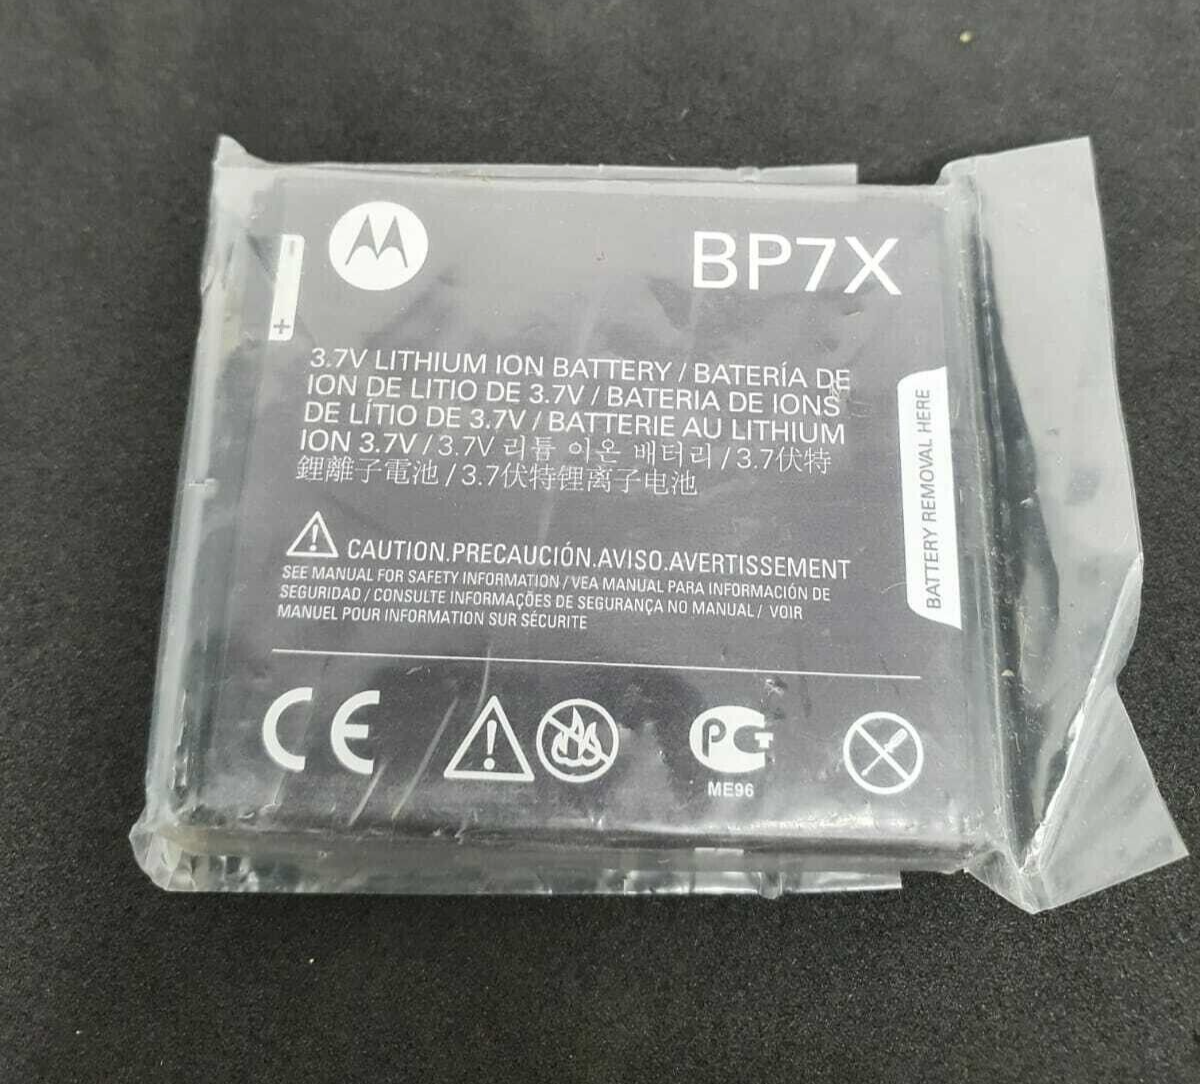 BP7X
- +
3.7V LITHIUM ION BATTERY / BATERÍA DE
ION DE LITIO DE 3.7V / BATERIA DE IONS
DE LÍTIO DE 3.7V / BATTERIE AU LITHIUM
ION 3.7V / 3.7V 리튬 이온 배터리 / 3.7伏特
鋰離子電池 / 3.7伏特锂离子电池
BATTERY REMOVAL HERE
CAUTION.PRECAUCIÓN.AVISO.AVERTISSEMENT
SEE MANUAL FOR SAFETY INFORMATION / VEA MANUAL PARA INFORMACIÓN DE
SEGURIDAD / CONSULTE INFORMAÇÕES DE SEGURANÇA NO MANUAL / VOIR
MANUEL POUR INFORMATION SUR SÉCURITE
CE
PG
ME96